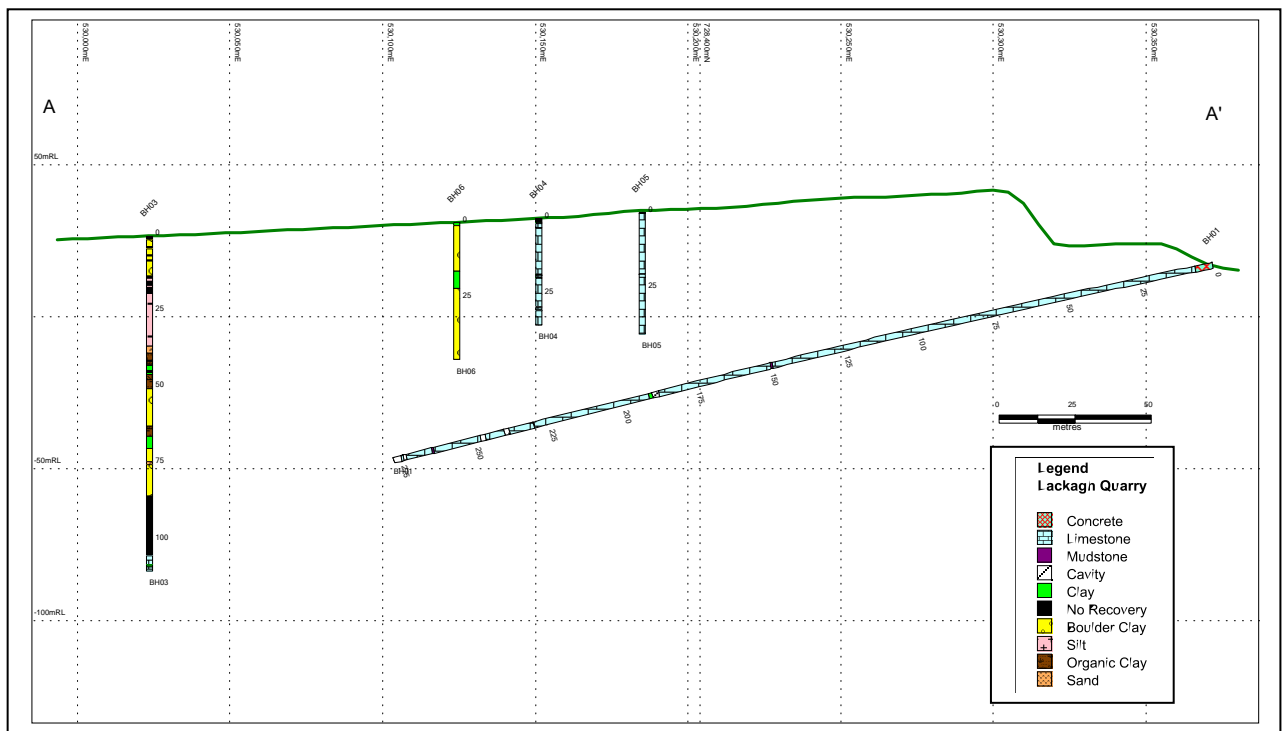 530,000mE
530,050mE
530,100mE
530,150mE
530,200mE
728,400mN
530,250mE
530,300mE
530,350mE
A
A'
50mRL
-50mRL
-100mRL
BH03
0
25
50
75
100
BH03
BH06
0
25
BH06
BH04
0
25
BH04
BH05
0
25
BH05
BH01
0
25
50
75
100
125
150
175
200
225
250
BH01
0
25
50
metres
Legend
Lackagh Quarry
Concrete
Limestone
Mudstone
Cavity
Clay
No Recovery
Boulder Clay
Silt
Organic Clay
Sand